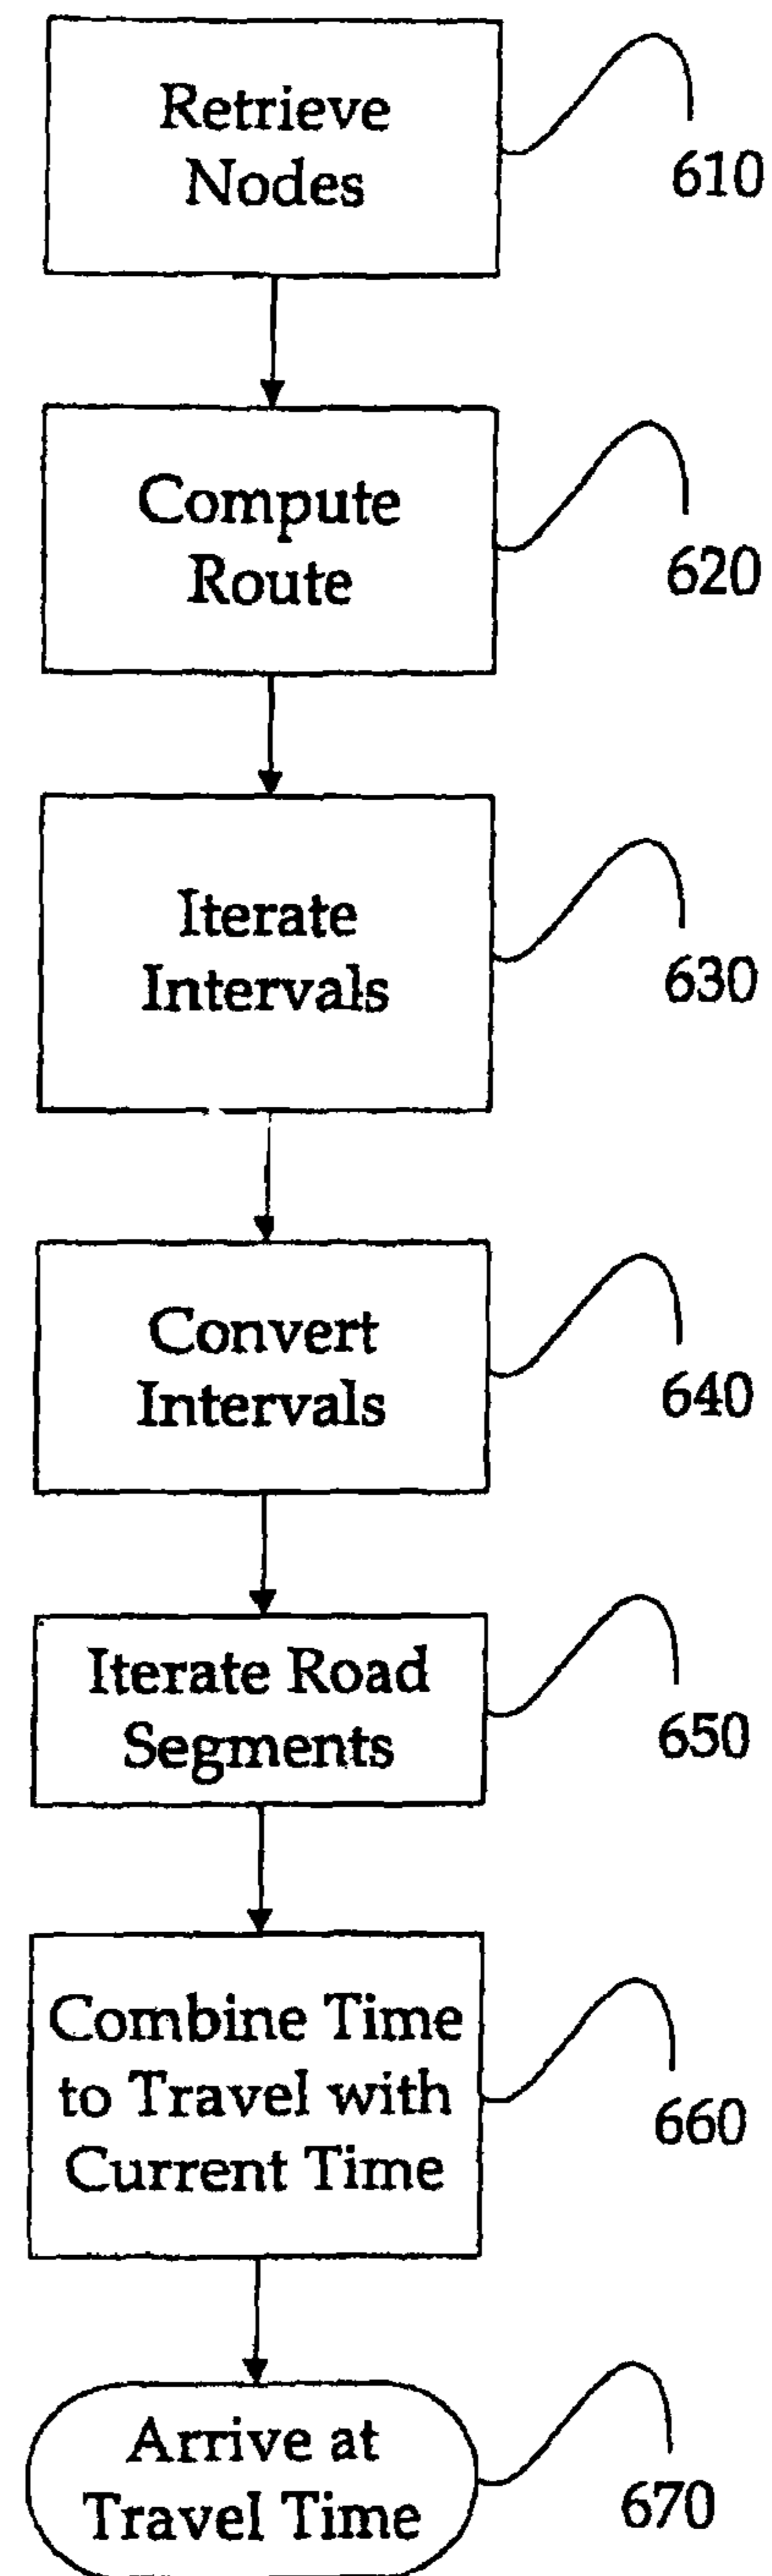 Retrieve
Nodes
610
Compute
Route
620
Iterate
Intervals
630
Convert
Intervals
640
Iterate Road
Segments
650
Combine Time
to Travel with
Current Time
660
Arrive at
Travel Time
670